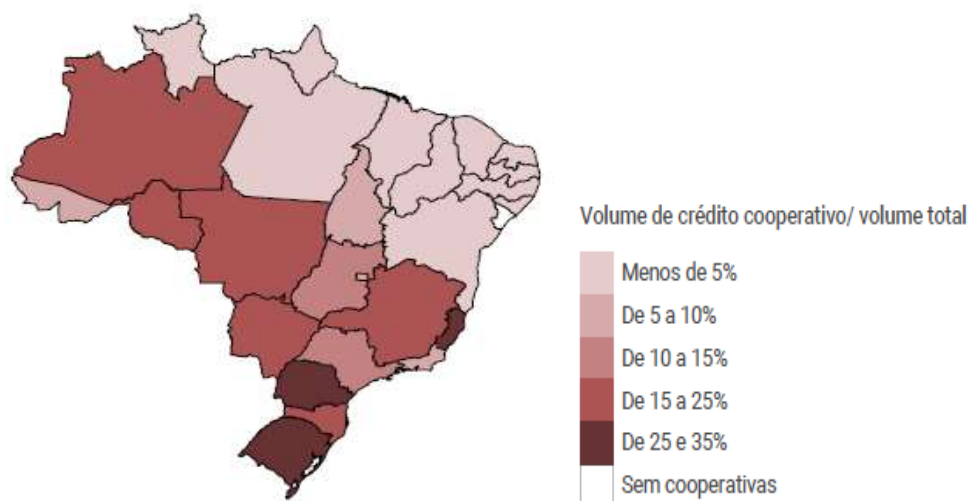 Volume de crédito cooperativo/ volume total
Menos de 5%
De 5 a 10%
De 10 a 15%
De 15 a 25%
De 25 e 35%
Sem cooperativas